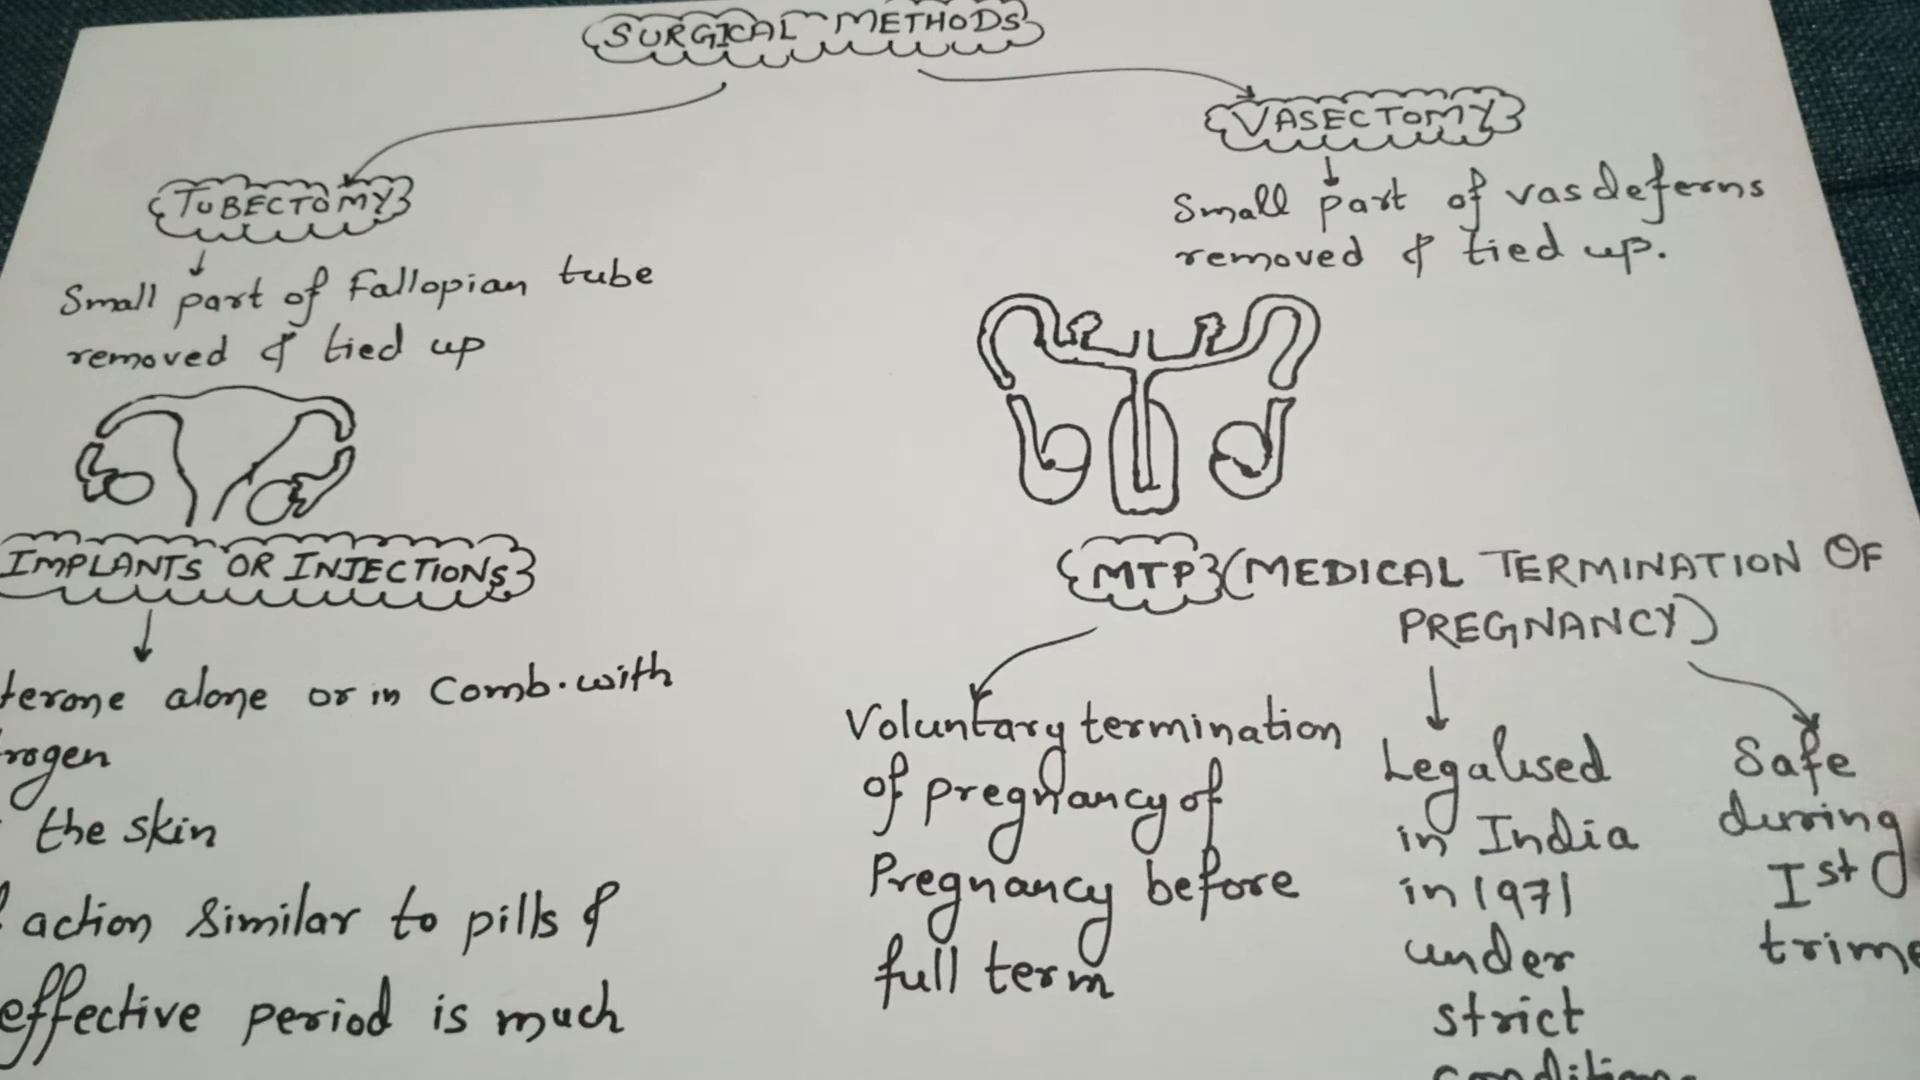 SURGICAL METHODS
TUBECTOMY
Small part of Fallopian tube
removed & tied up
VASECTOMY
Small part of vas deferns
removed & tied up.
IMPLANTS OR INJECTIONS
terone alone or in Comb. with
rogen
the skin
action similar to pills &
effective period is much
MTP (MEDICAL TERMINATION OF
PREGNANCY)
Voluntary termination
of pregnancy of
Pregnancy before
full term
Legalised
in India
in 1971
under
strict
condition
Safe
during
Ist
trime